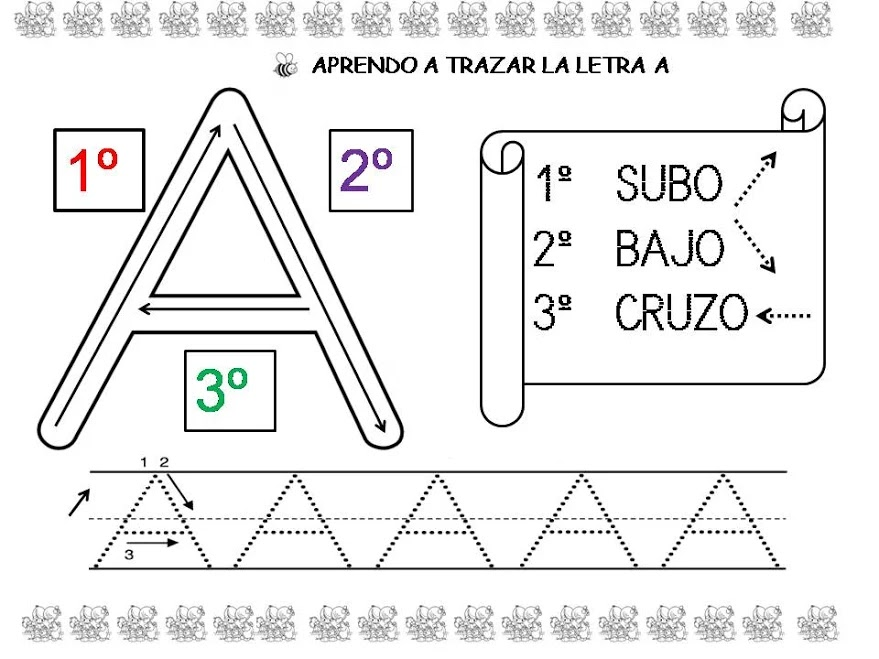 APRENDO A TRAZAR LA LETRA A
1º
2º
3º
1º SUBO
2º BAJO
3º CRUZO
1 2
3
A A A A A